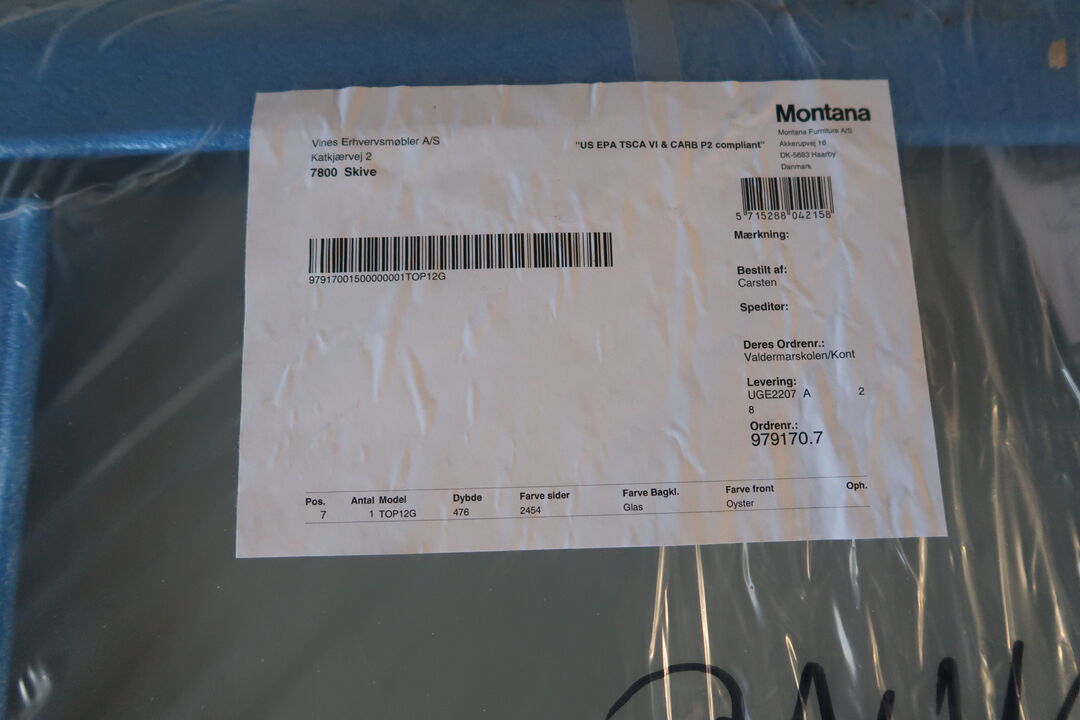 Montana
Montana Furniture A/S
Akkerupvej 16
DK-5683 Haarby
Danmark
Vines Erhvervsmøbler A/S
Katkjærvej 2
7800 Skive
"US EPA TSCA VI & CARB P2 compliant"
5 715288 042158
97917001500000001TOP12G
Mærkning:
Bestilt af:
Carsten
Speditør:
Deres Ordrenr.:
Valdermarskolen/Kont
Levering:
UGE2207 A 2
8
Ordrenr.:
979170.7
Pos. Antal Model Dybde Farve sider Farve Bagkl. Farve front Oph.
7 1 TOP12G 476 2454 Glas Oyster